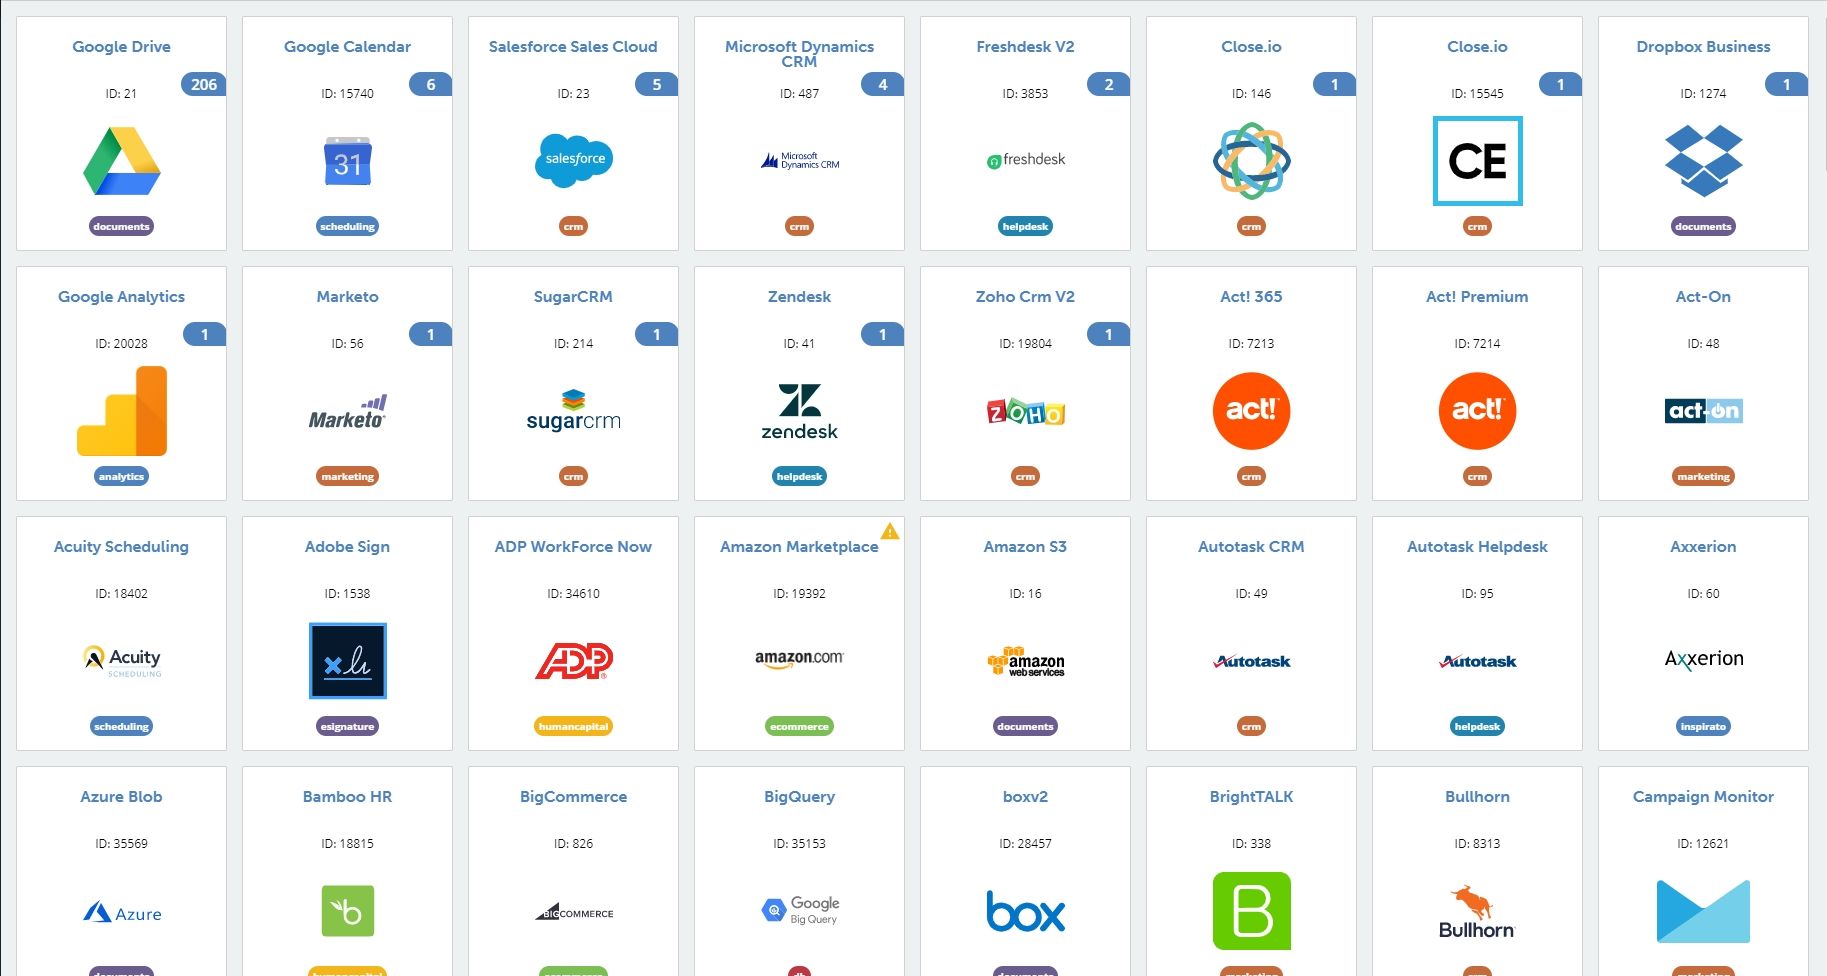 Google Drive
206
ID: 21
documents
Google Calendar
6
ID: 15740
31
scheduling
Salesforce Sales Cloud
5
ID: 23
salesforce
crm
Microsoft Dynamics
CRM
4
ID: 487
Microsoft
Dynamics CRM
crm
Freshdesk V2
2
ID: 3853
freshdesk
helpdesk
Close.io
1
ID: 146
crm
Close.io
1
ID: 15545
CE
crm
Dropbox Business
1
ID: 1274
documents
Google Analytics
1
ID: 20028
analytics
Marketo
1
ID: 56
Marketo
marketing
SugarCRM
1
ID: 214
sugarcrm
crm
Zendesk
1
ID: 41
zendesk
helpdesk
Zoho Crm V2
1
ID: 19804
ZOHO
crm
Act! 365
ID: 7213
act!
crm
Act! Premium
ID: 7214
act!
crm
Act-On
ID: 48
act-on
marketing
Acuity Scheduling
ID: 18402
Acuity
SCHEDULING
scheduling
Adobe Sign
ID: 1538
esignature
ADP WorkForce Now
ID: 34610
ADP
humancapital
Amazon Marketplace
ID: 19392
amazon.com
ecommerce
Amazon S3
ID: 16
amazon
web services
documents
Autotask CRM
ID: 49
Autotask
crm
Autotask Helpdesk
ID: 95
Autotask
helpdesk
Axxerion
ID: 60
Axxerion
inspirato
Azure Blob
ID: 35569
Azure
documents
Bamboo HR
ID: 18815
b
humancapital
BigCommerce
ID: 826
BIGCOMMERCE
ecommerce
BigQuery
ID: 35153
Google
Big Query
db
boxv2
ID: 28457
box
documents
BrightTALK
ID: 338
B
marketing
Bullhorn
ID: 8313
Bullhorn
crm
Campaign Monitor
ID: 12621
marketing